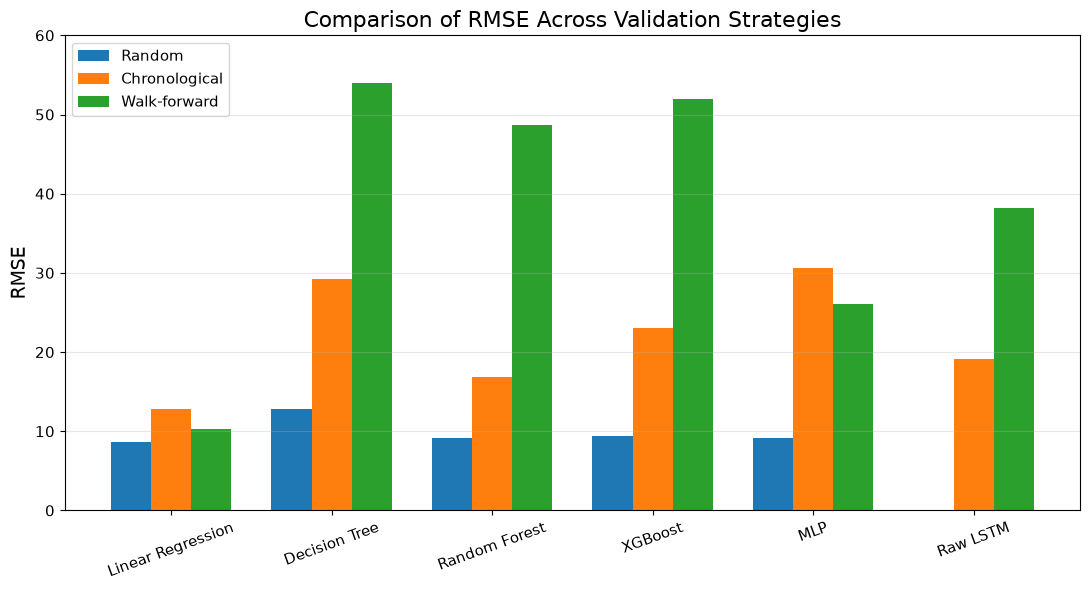 Comparison of RMSE Across Validation Strategies
Random
Chronological
Walk-forward
RMSE
60
50
40
30
20
10
0
Linear Regression
Decision Tree
Random Forest
XGBoost
MLP
Raw LSTM